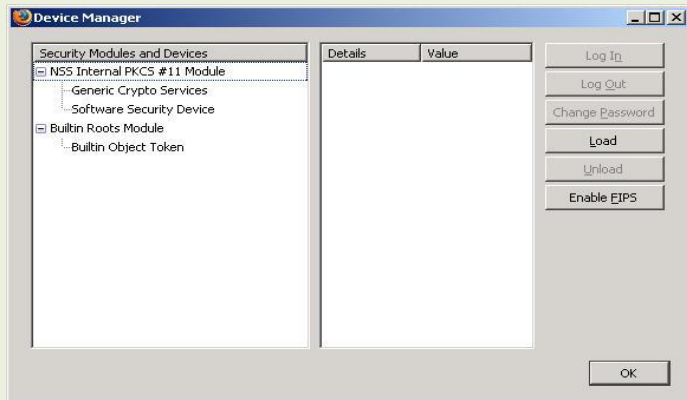 Device Manager
Security Modules and Devices
NSS Internal PKCS #11 Module
Generic Crypto Services
Software Security Device
Builtin Roots Module
Builtin Object Token
Details Value
Log In
Log Out
Change Password
Load
Unload
Enable FIPS
OK